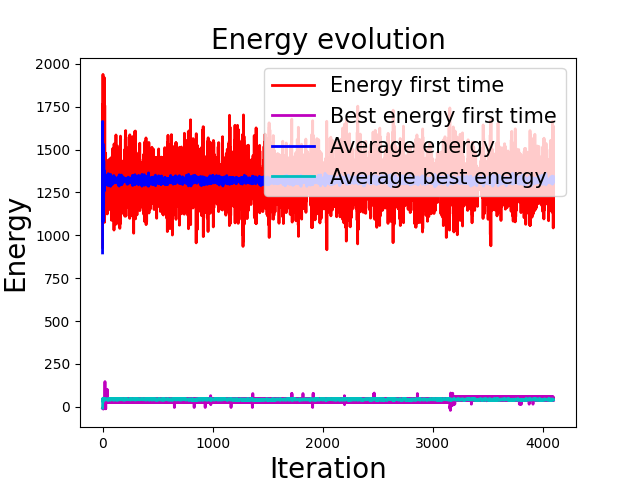 Energy evolution
Energy first time
Best energy first time
Average energy
Average best energy
2000
1750
1500
1250
1000
750
500
250
0
Energy
0 1000 2000 3000 4000
Iteration